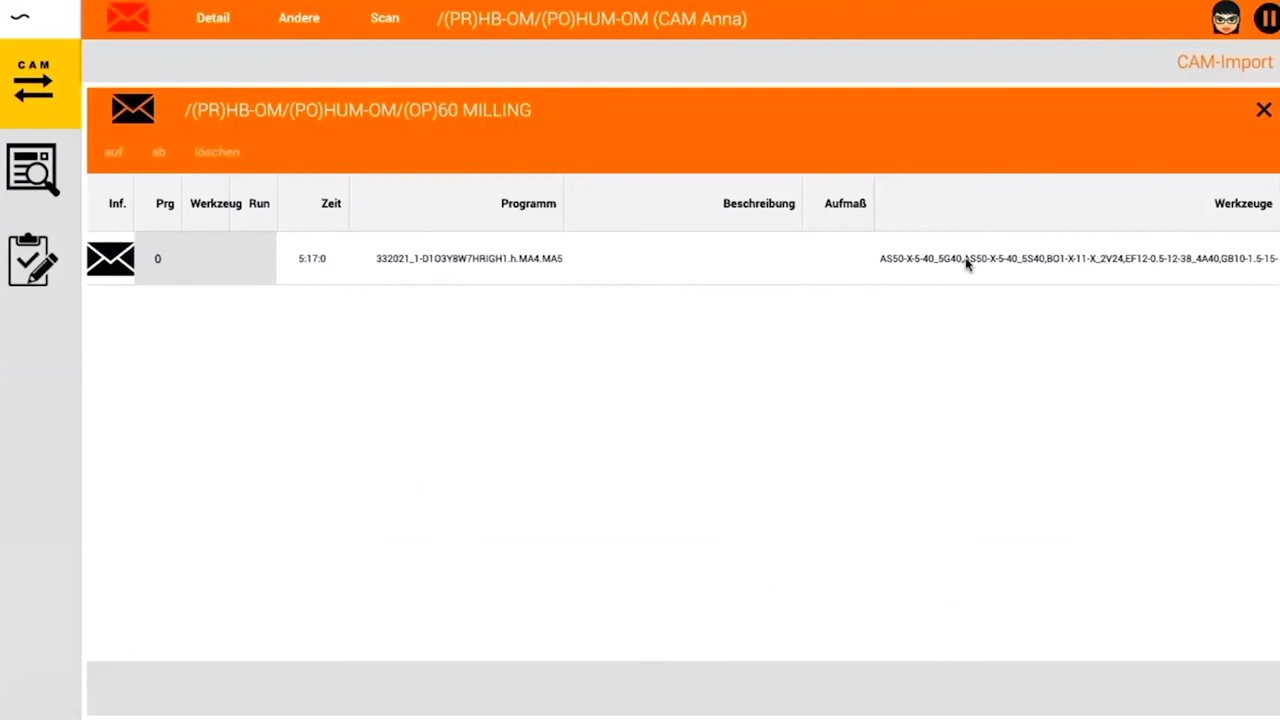 Detail Andere Scan /(PR)HB-OM/(PO)HUM-OM (CAM Anna)
CAM
CAM-Import
/(PR)HB-OM/(PO)HUM-OM/(OP)60 MILLING
auf ab löschen
Inf. Prg Werkzeug Run Zeit Programm Beschreibung Aufmaß Werkzeuge
0 5:17:0 332021_1-D1O3Y8W7HRIGH1.h.MA4.MA5 AS50-X-5-40_5G40,AS50-X-5-40_5S40,BO1-X-11-X_2V24,EF12-0.5-12-38_4A40,GB10-1.5-15-